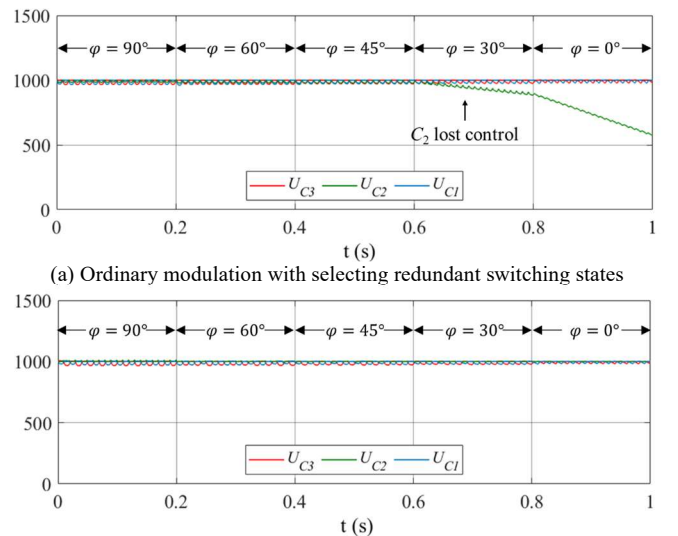 1500
φ = 90° φ = 60° φ = 45° φ = 30° φ = 0°
1000
C2 lost control
500
UC3 UC2 UC1
0
0 0.2 0.4 0.6 0.8 1
t (s)
(a) Ordinary modulation with selecting redundant switching states
1500
φ = 90° φ = 60° φ = 45° φ = 30° φ = 0°
1000
500
UC3 UC2 UC1
0
0 0.2 0.4 0.6 0.8 1
t (s)